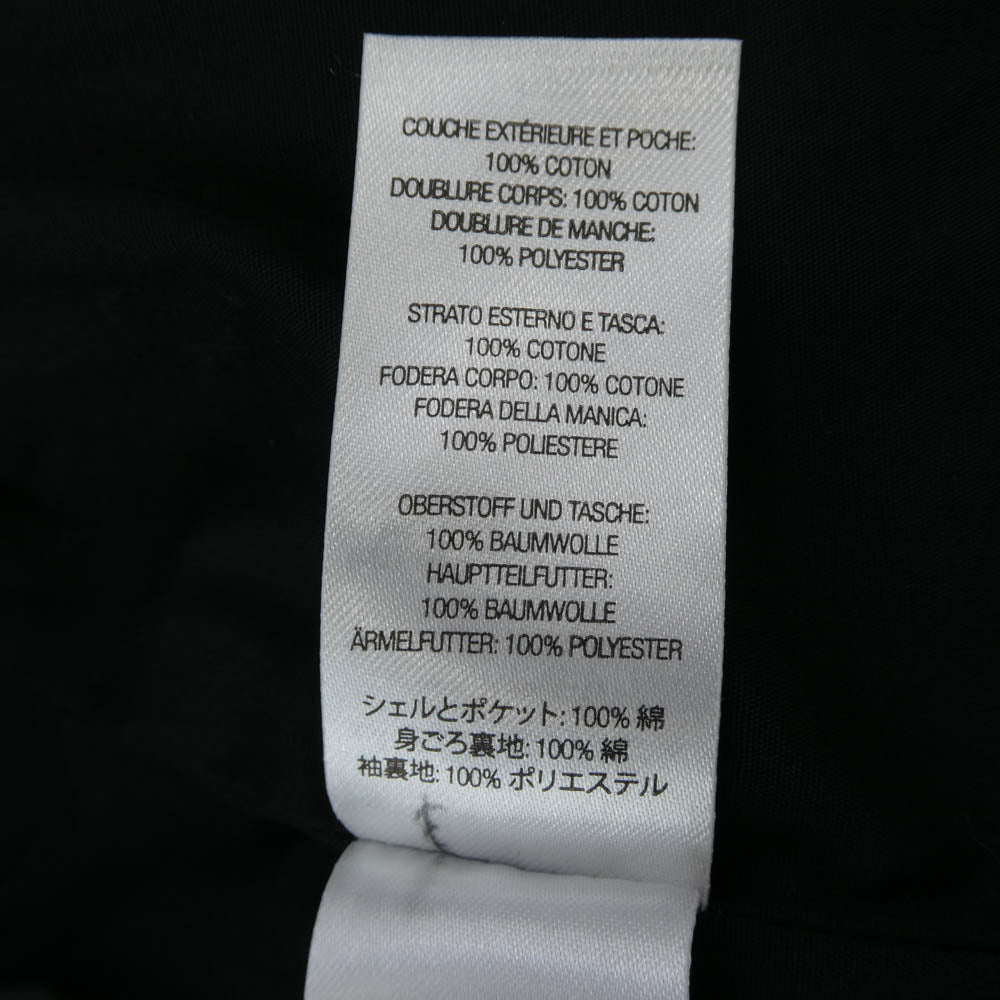 COUCHE EXTÉRIEURE ET POCHE:
100% COTON
DOUBLURE CORPS: 100% COTON
DOUBLURE DE MANCHE:
100% POLYESTER
STRATO ESTERNO E TASCA:
100% COTONE
FODERA CORPO: 100% COTONE
FODERA DELLA MANICA:
100% POLIESTERE
OBERSTOFF UND TASCHE:
100% BAUMWOLLE
HAUPTTEILFUTTER:
100% BAUMWOLLE
ÄRMELFUTTER: 100% POLYESTER
シェルとポケット: 100% 綿
身ごろ裏地: 100% 綿
袖裏地: 100% ポリエステル